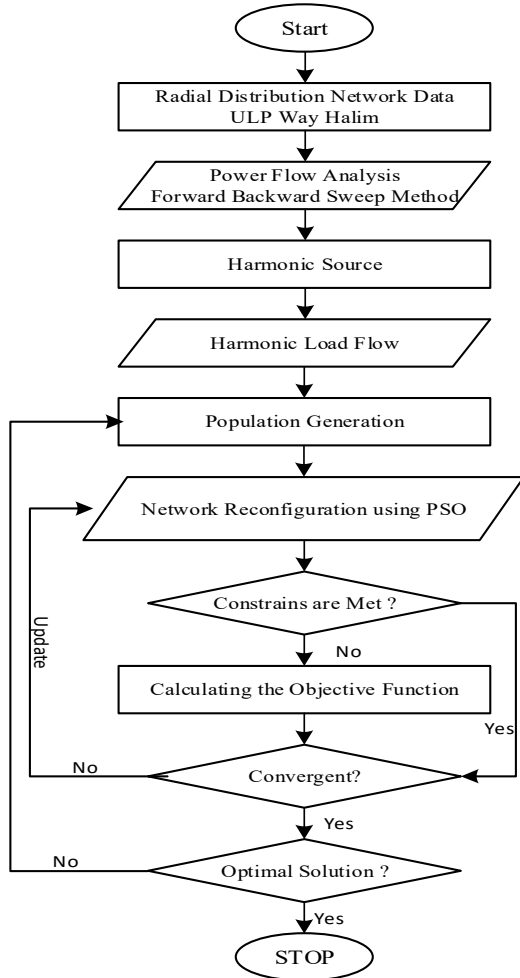 Start
Radial Distribution Network Data
ULP Way Halim
Power Flow Analysis
Forward Backward Sweep Method
Harmonic Source
Harmonic Load Flow
Population Generation
Network Reconfiguration using PSO
Constrains are Met ?
No
Yes
Update
Calculating the Objective Function
Convergent?
No
Yes
Optimal Solution ?
No
Yes
STOP